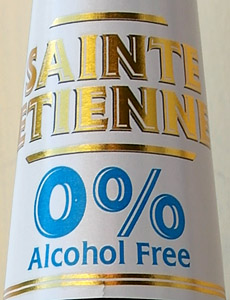 SAINTE
ETIENNE
0%
Alcohol Free